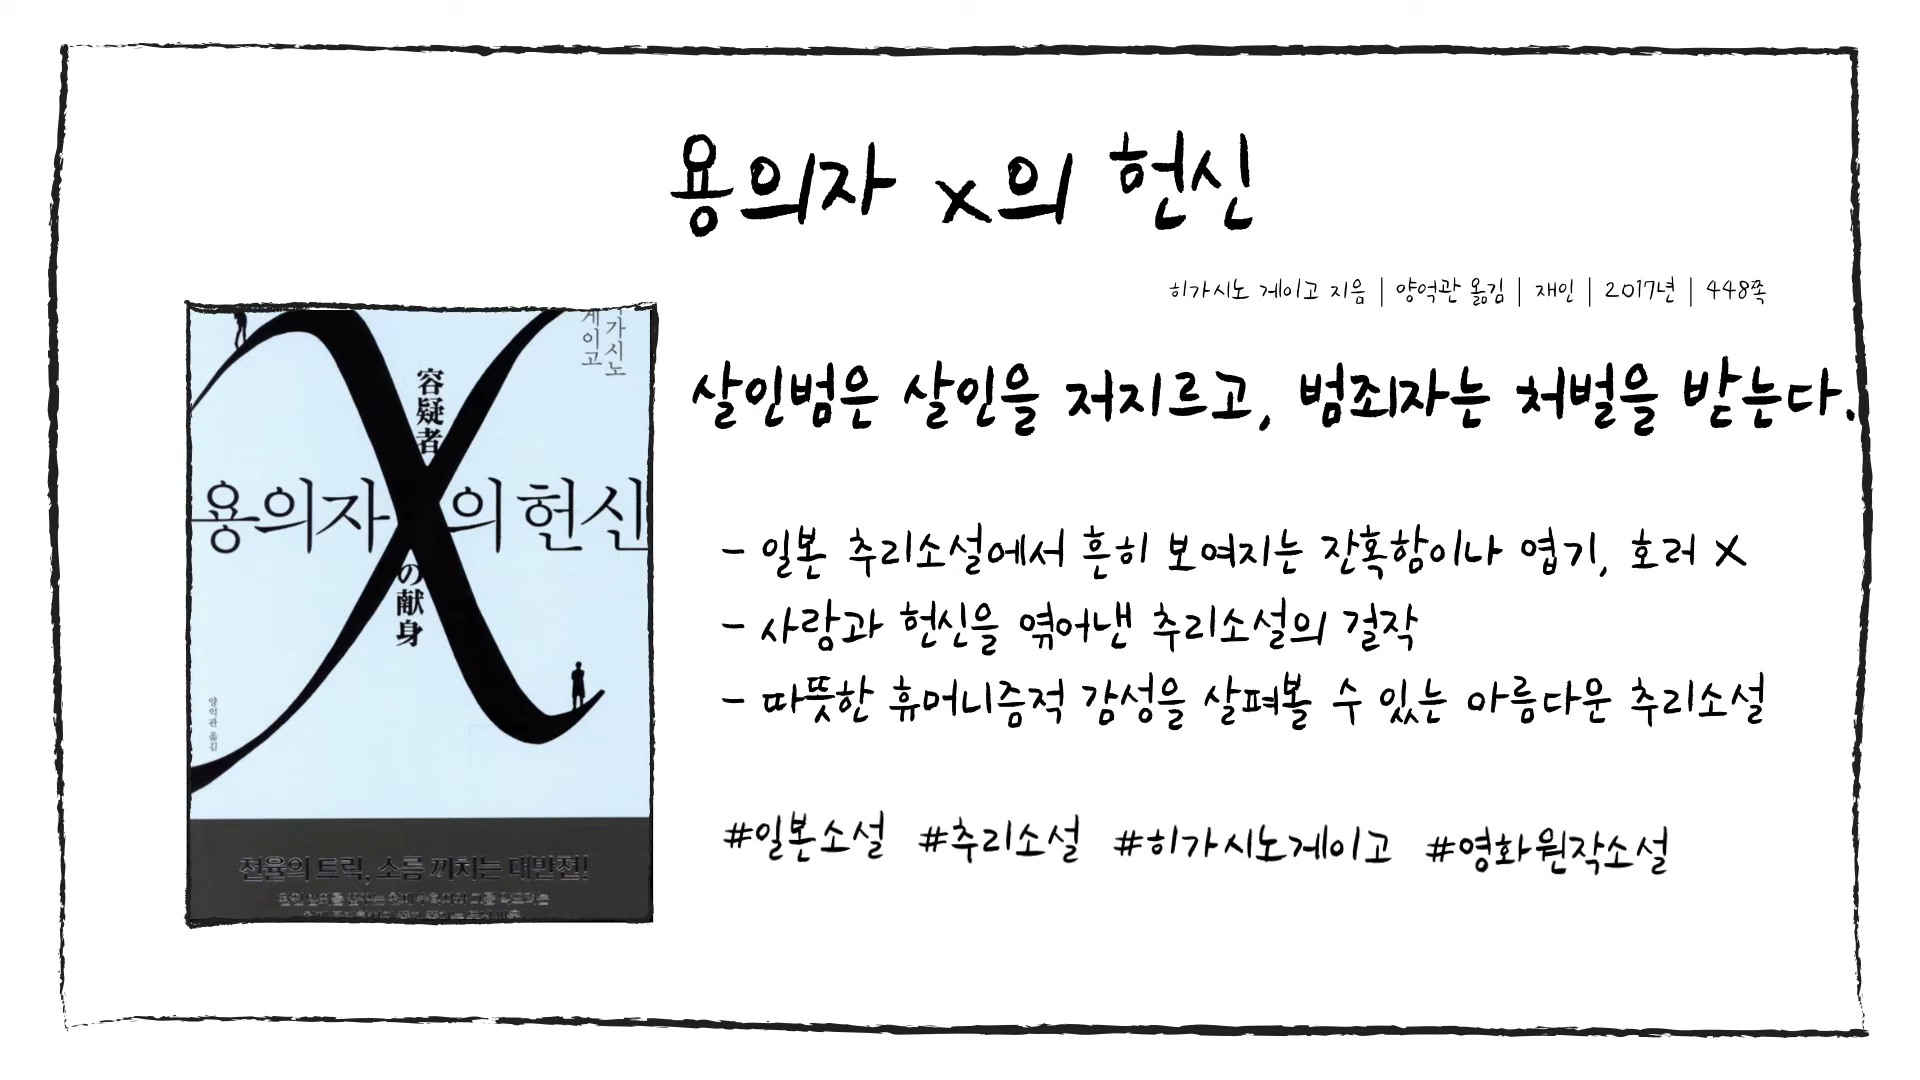 용의자 x의 헌신
히가시노 게이고 지음 | 양억관 옮김 | 재인 | 2017년 | 448쪽
살인범은 살인을 저지르고, 범죄자는 처벌을 받는다.
- 일본 추리소설에서 흔히 보여지는 잔혹함이나 엽기, 호러 X
- 사랑과 헌신을 엮어낸 추리소설의 걸작
- 따뜻한 휴머니즘적 감성을 살펴볼 수 있는 아름다운 추리소설
#일본소설 #추리소설 #히가시노게이고 #영화원작소설
가시노
게이고
容疑者
용의자 X의 헌신
の献身
양억관 옮김
전율의 트릭, 소름 끼치는 대반전!